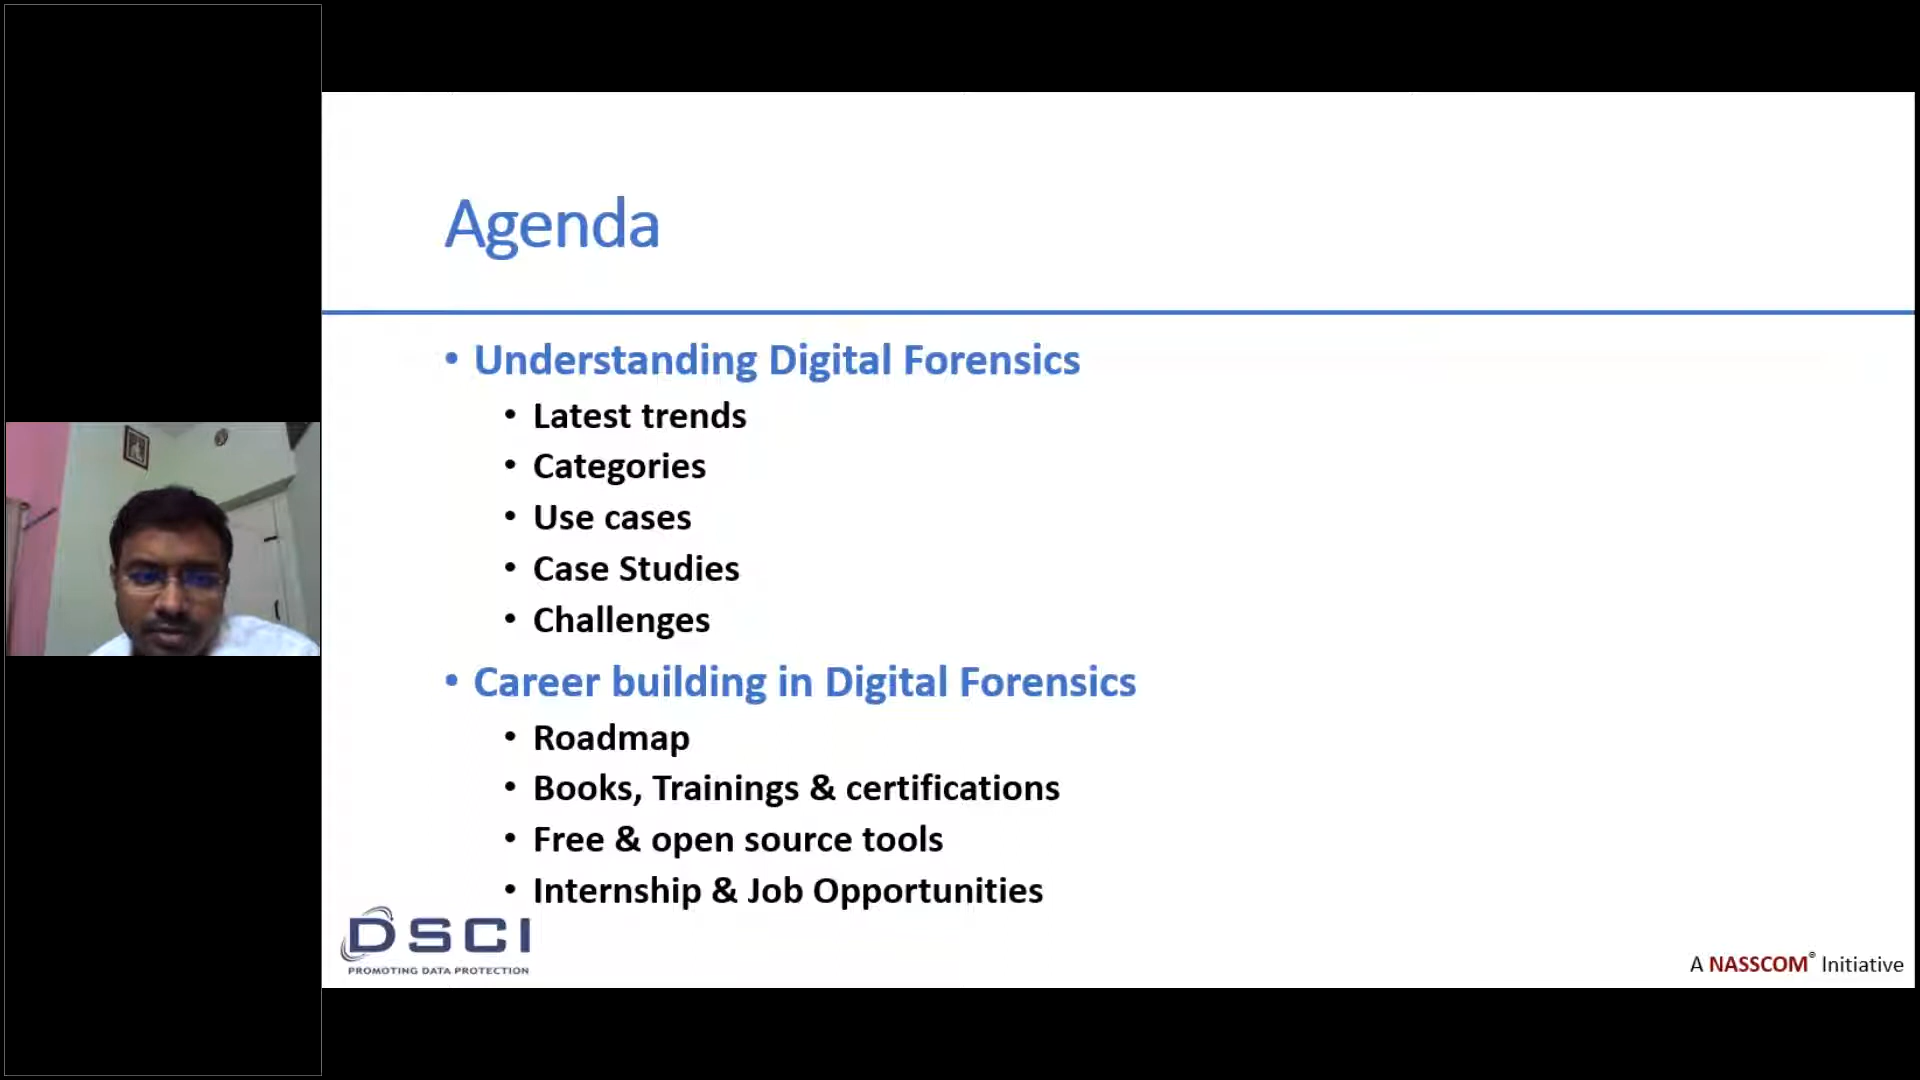 Agenda
• Understanding Digital Forensics
• Latest trends
• Categories
• Use cases
• Case Studies
• Challenges
• Career building in Digital Forensics
• Roadmap
• Books, Trainings & certifications
• Free & open source tools
• Internship & Job Opportunities
DSCI
PROMOTING DATA PROTECTION
A NASSCOM® Initiative